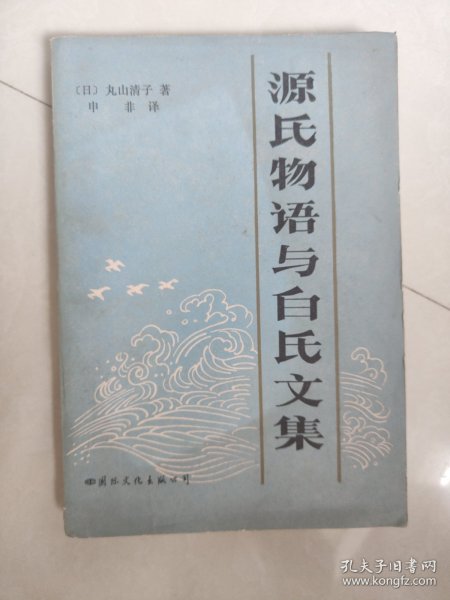 〔日〕丸山清子 著
申 非 译
源氏物语与白氏文集
国际文化出版公司
孔夫子旧书网
www.kongfz.com